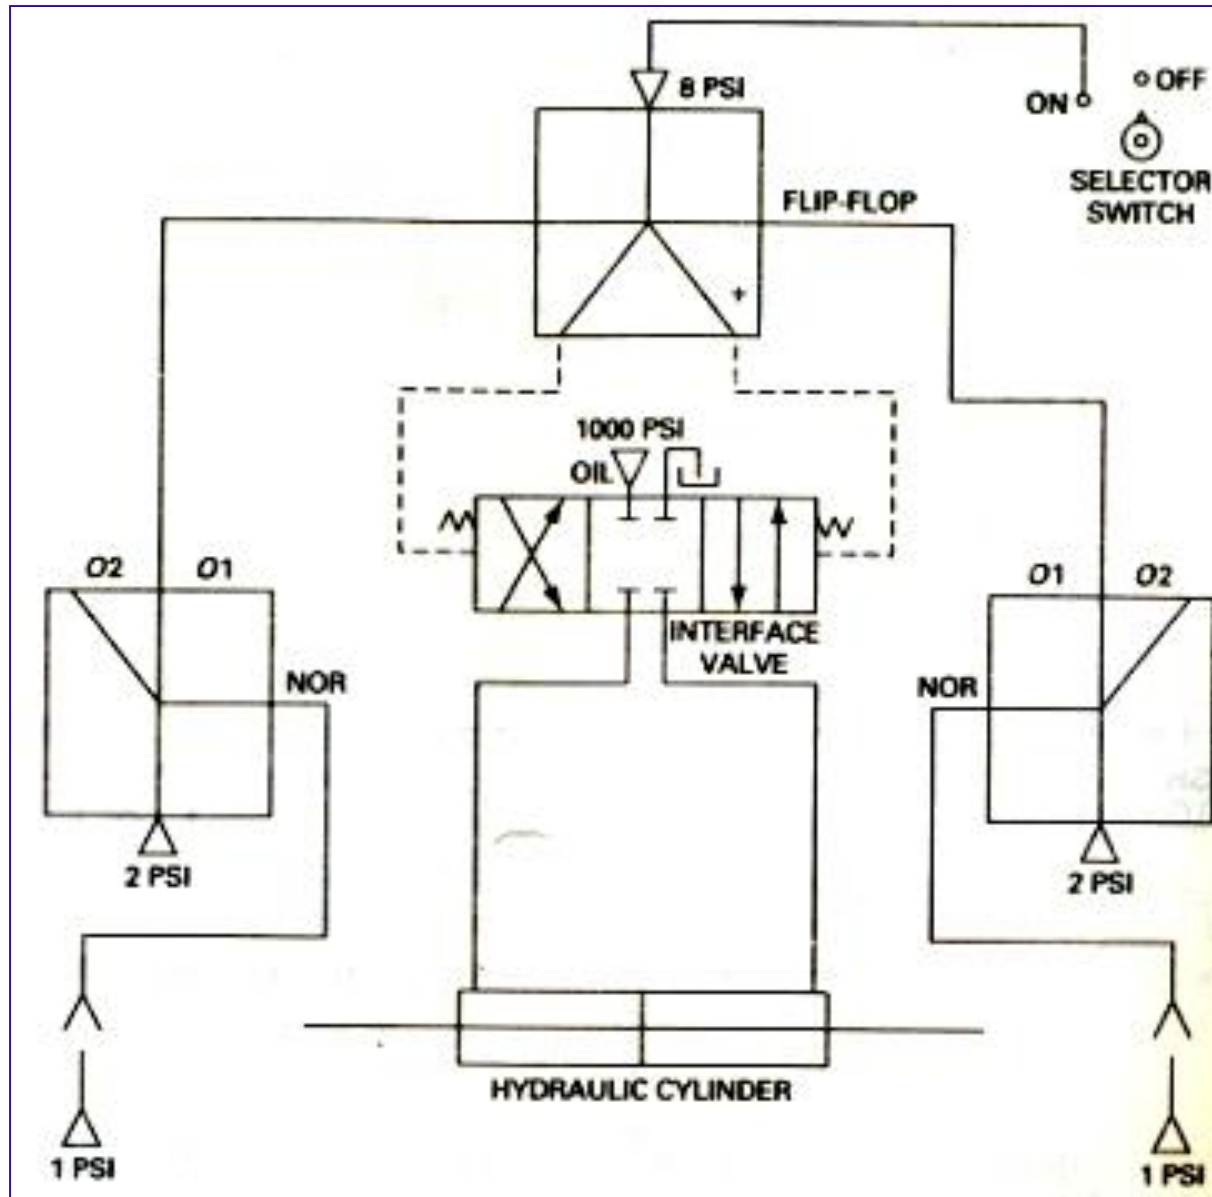 8 PSI
OFF
ON
SELECTOR
SWITCH
FLIP-FLOP
+
1000 PSI
OIL
O2 O1
O1 O2
NOR
INTERFACE
VALVE
NOR
2 PSI
2 PSI
HYDRAULIC CYLINDER
1 PSI
1 PSI